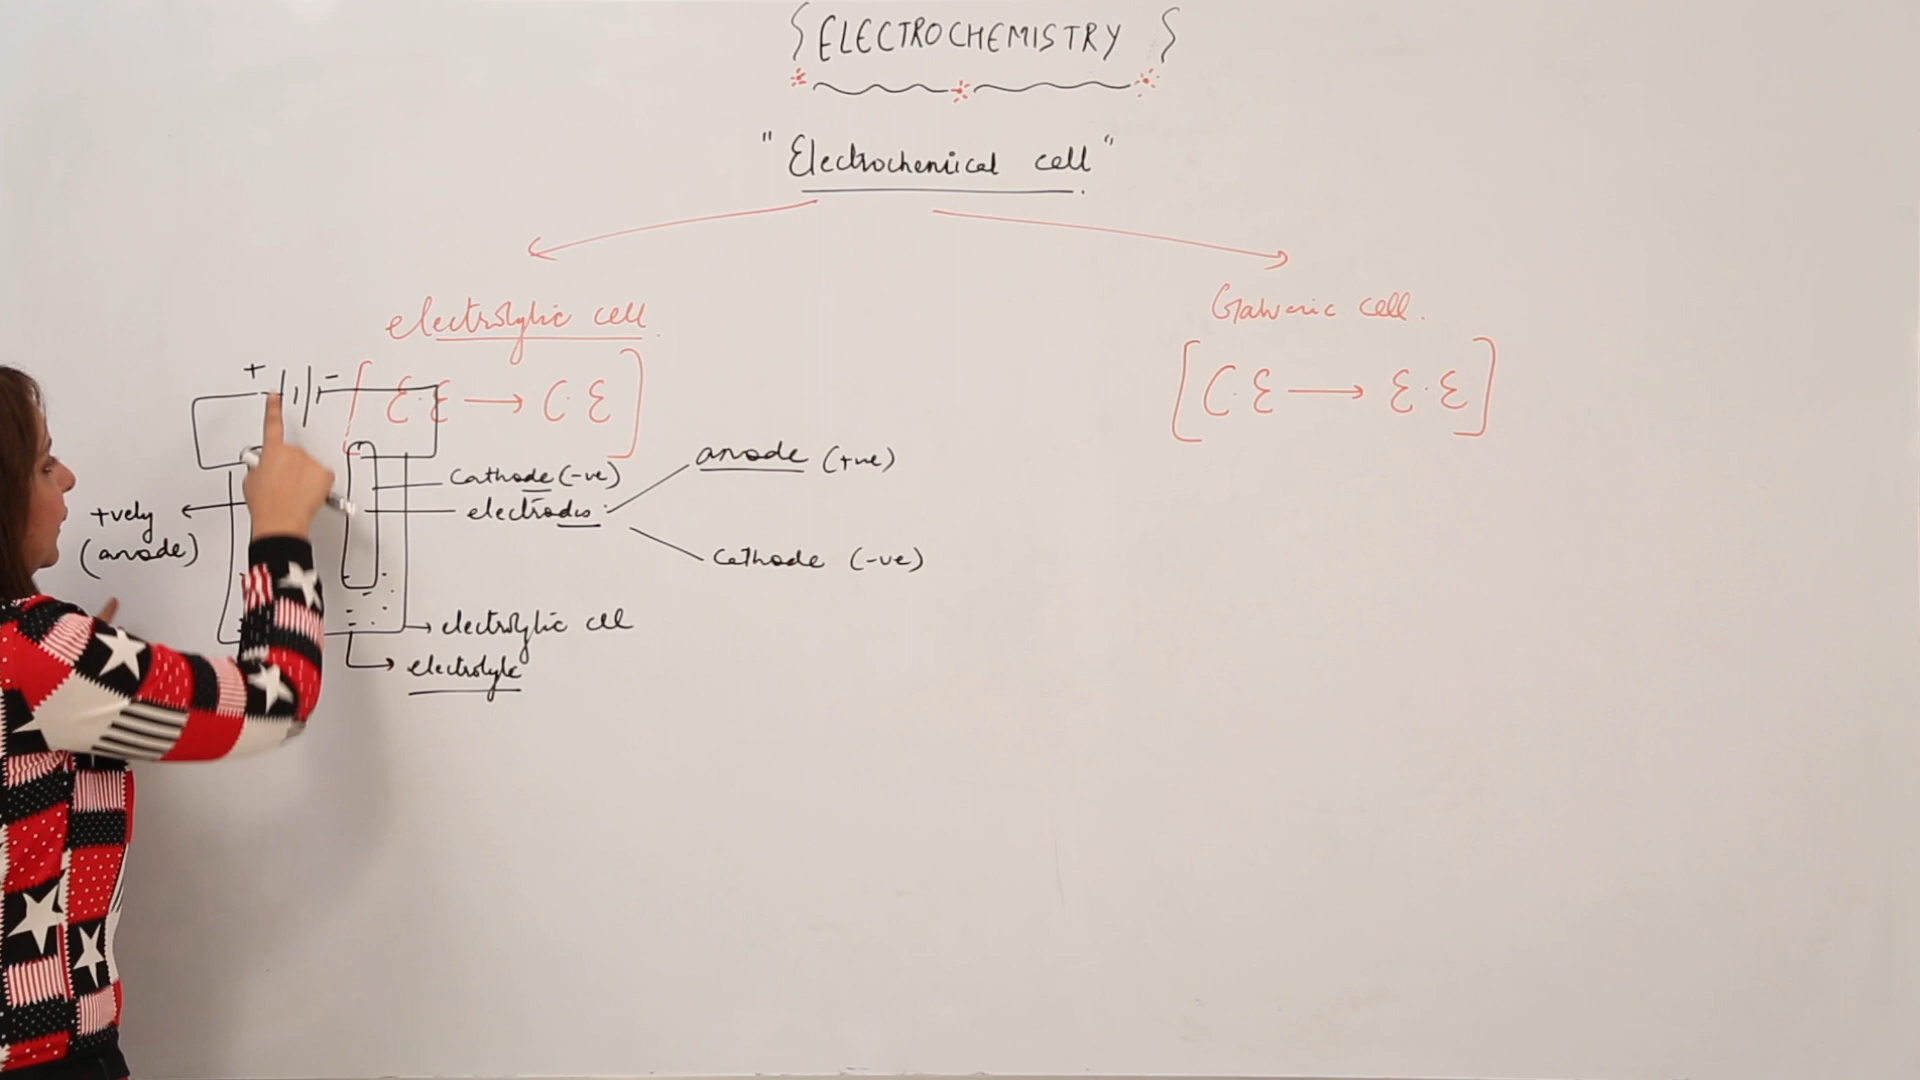 ELECTROCHEMISTRY
"Electrochemical cell"
electrolytic cell.
Galvanic cell.
[E.E → C.E]
[C.E → E.E]
+ -
anode (+ve)
Cathode (-ve)
electrodes
+vely
(anode)
Cathode (-ve)
electrolytic cell
electrolyte